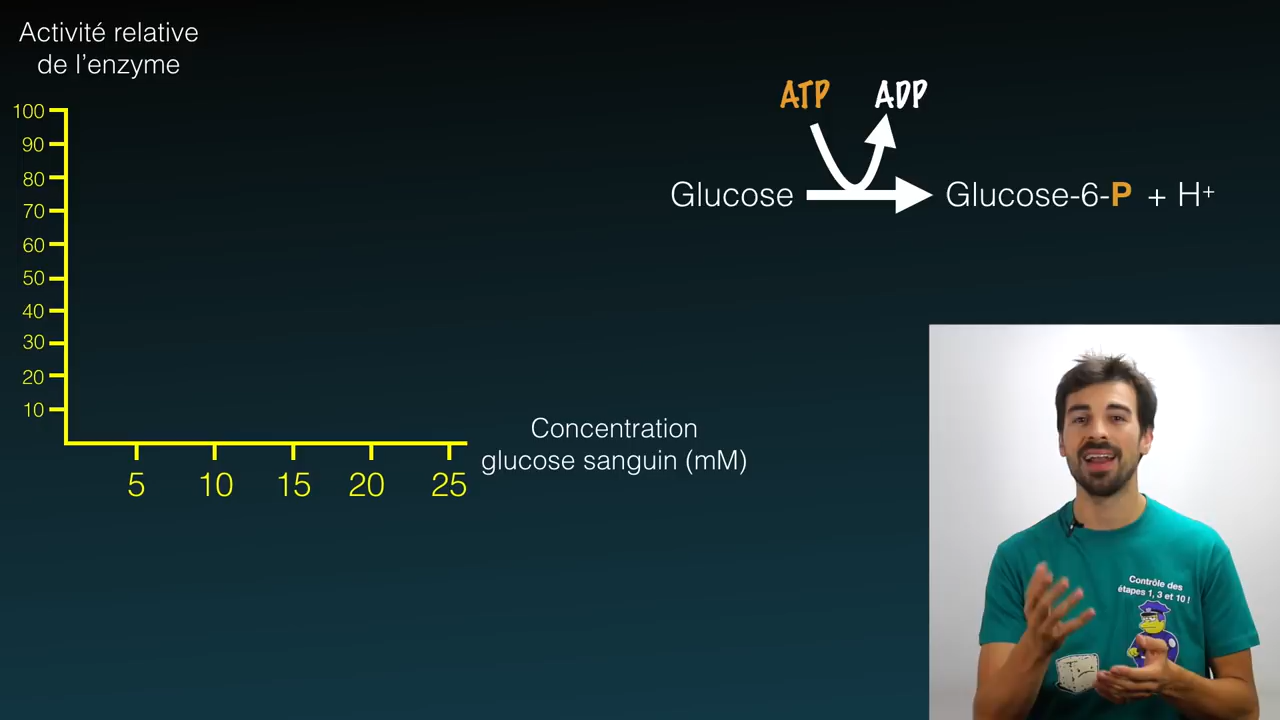 Activité relative
de l'enzyme
100
90
80
70
60
50
40
30
20
10
5 10 15 20 25
Concentration
glucose sanguin (mM)
ATP ADP
Glucose Glucose-6-P + H⁺
Contrôle des
étapes 1, 3 et 10 !